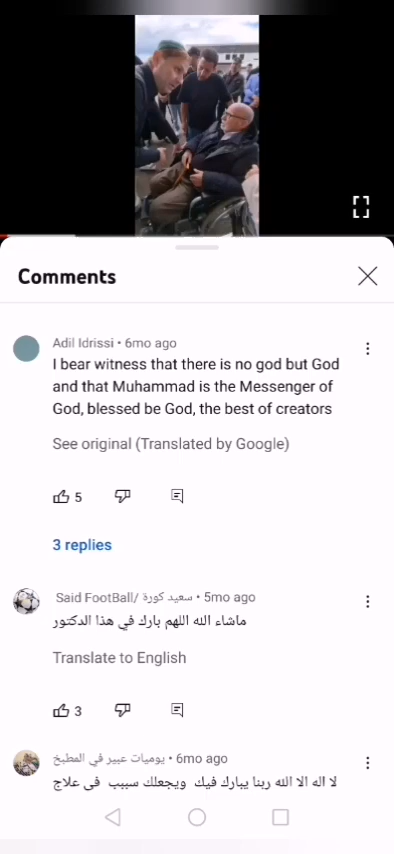 Comments
Adil Idrissi • 6mo ago
I bear witness that there is no god but God
and that Muhammad is the Messenger of
God, blessed be God, the best of creators
See original (Translated by Google)
5
3 replies
Said FootBall/ سعيد كورة • 5mo ago
ماشاء الله اللهم بارك في هذا الدكتور
Translate to English
3
يوميات عبير في المطبخ • 6mo ago
لا اله الا الله ربنا يبارك فيك ويجعلك سببب فى علاج